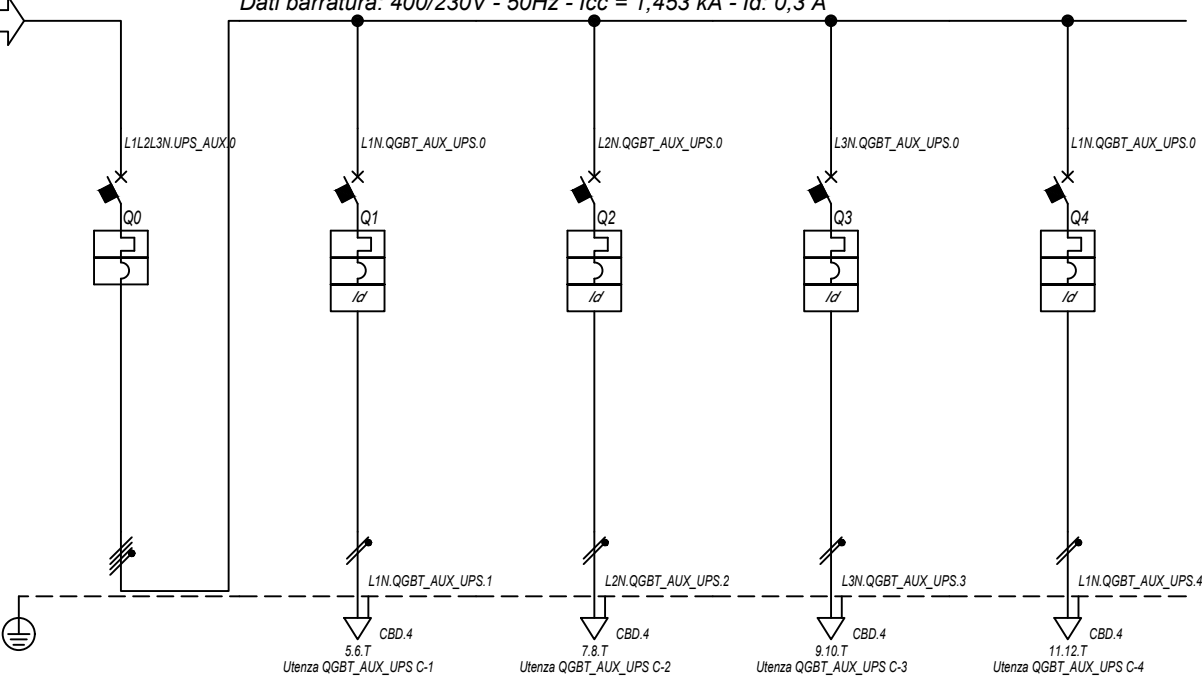 Dati barratura: 400/230V - 50Hz - Icc = 1,453 kA - Id: 0,3 A
L1L2L3N.UPS_AUX.0
L1N.QGBT_AUX_UPS.0
L2N.QGBT_AUX_UPS.0
L3N.QGBT_AUX_UPS.0
L1N.QGBT_AUX_UPS.0
Q0
Q1
Q2
Q3
Q4
Id
Id
Id
Id
L1N.QGBT_AUX_UPS.1
L2N.QGBT_AUX_UPS.2
L3N.QGBT_AUX_UPS.3
L1N.QGBT_AUX_UPS.4
CBD.4
CBD.4
CBD.4
CBD.4
5.6.T
7.8.T
9.10.T
11.12.T
Utenza QGBT_AUX_UPS C-1
Utenza QGBT_AUX_UPS C-2
Utenza QGBT_AUX_UPS C-3
Utenza QGBT_AUX_UPS C-4